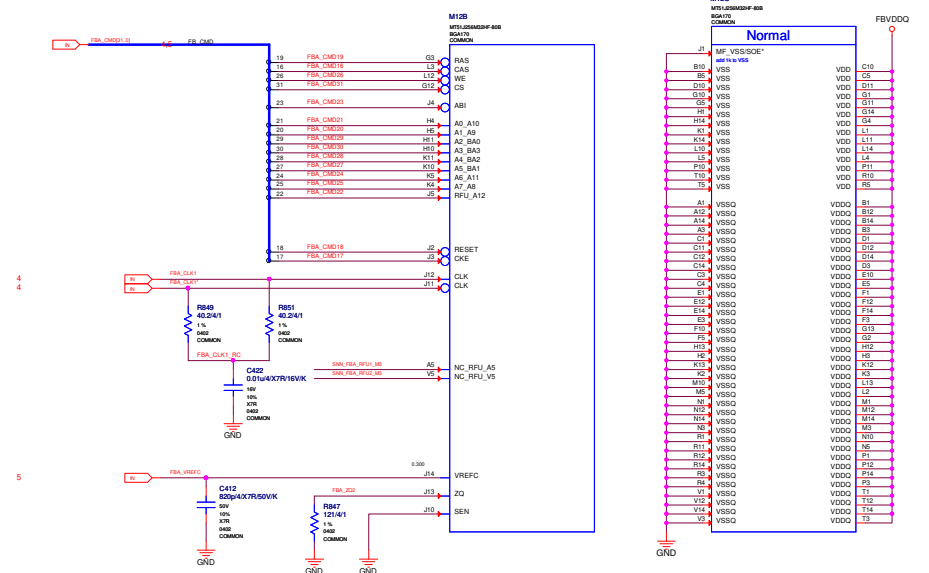 M12B
MT51J256M32HF-80B
BGA170
COMMON
IN
FBA_CMD[31..0]
FB_CMD
19 FBA_CMD19 G3 RAS
16 FBA_CMD16 L3 CAS
26 FBA_CMD26 L12 WE
31 FBA_CMD31 G12 CS
23 FBA_CMD23 J4 ABI
21 FBA_CMD21 H4 A0_A10
20 FBA_CMD20 H5 A1_A9
29 FBA_CMD29 H11 A2_BA0
30 FBA_CMD30 H10 A3_BA3
28 FBA_CMD28 K11 A4_BA2
27 FBA_CMD27 K10 A5_BA1
24 FBA_CMD24 K5 A6_A11
25 FBA_CMD25 K4 A7_A8
22 FBA_CMD22 J5 RFU_A12
18 FBA_CMD18 J2 RESET
17 FBA_CMD17 J3 CKE
4 IN FBA_CLK1 J12 CLK
4 IN FBA_CLK1* J11 CLK
R849
40.2/4/1
1 %
0402
COMMON
R851
40.2/4/1
1 %
0402
COMMON
FBA_CLK1_RC
C422
0.01u/4/X7R/16V/K
16V
10%
X7R
0402
COMMON
GND
SNN_FBA_RFU1_M3 A5 NC_RFU_A5
SNN_FBA_RFU2_M3 V5 NC_RFU_V5
0.300
5 IN FBA_VREFC J14 VREFC
C412
820p/4/X7R/50V/K
50V
10%
X7R
0402
COMMON
GND
FBA_ZQ2 J13 ZQ
R847
121/4/1
1 %
0402
COMMON
GND
J10 SEN
GND
MT51J256M32HF-80B
BGA170
COMMON
FBVDDQ
Normal
J1 MF_VSS/SOE*
add 1k to VSS
B10 VSS VDD C10
B5 VSS VDD C5
D10 VSS VDD D11
G10 VSS VDD G1
G5 VSS VDD G11
H1 VSS VDD G14
H14 VSS VDD G4
K1 VSS VDD L1
K14 VSS VDD L11
L10 VSS VDD L14
L5 VSS VDD L4
P10 VSS VDD P11
T10 VSS VDD R10
T5 VSS VDD R5
A1 VSSQ VDDQ B1
A12 VSSQ VDDQ B12
A14 VSSQ VDDQ B14
A3 VSSQ VDDQ B3
C1 VSSQ VDDQ D1
C11 VSSQ VDDQ D12
C12 VSSQ VDDQ D14
C14 VSSQ VDDQ D3
C3 VSSQ VDDQ E10
C4 VSSQ VDDQ E5
E1 VSSQ VDDQ F1
E12 VSSQ VDDQ F12
E14 VSSQ VDDQ F14
E3 VSSQ VDDQ F3
F10 VSSQ VDDQ G13
F5 VSSQ VDDQ G2
H13 VSSQ VDDQ H12
H2 VSSQ VDDQ H3
K13 VSSQ VDDQ K12
K2 VSSQ VDDQ K3
M10 VSSQ VDDQ L13
M5 VSSQ VDDQ L2
N1 VSSQ VDDQ M1
N12 VSSQ VDDQ M12
N14 VSSQ VDDQ M14
N3 VSSQ VDDQ M3
R1 VSSQ VDDQ N10
R11 VSSQ VDDQ N5
R12 VSSQ VDDQ P1
R14 VSSQ VDDQ P12
R3 VSSQ VDDQ P14
R4 VSSQ VDDQ P3
V1 VSSQ VDDQ T1
V12 VSSQ VDDQ T12
V14 VSSQ VDDQ T14
V3 VSSQ VDDQ T3
GND